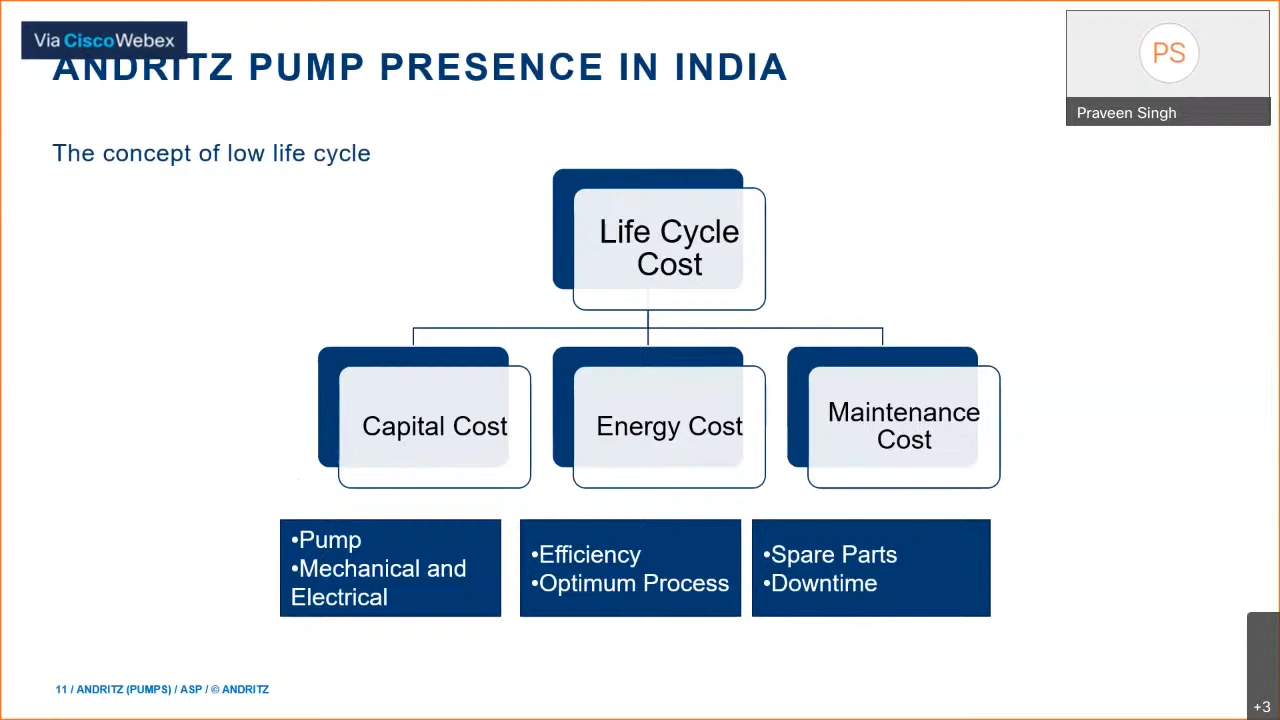 Via CiscoWebex
ANDRITZ PUMP PRESENCE IN INDIA
PS
Praveen Singh
The concept of low life cycle
Life Cycle
Cost
Capital Cost
Energy Cost
Maintenance
Cost
•Pump
•Mechanical and
Electrical
•Efficiency
•Optimum Process
•Spare Parts
•Downtime
11 / ANDRITZ (PUMPS) / ASP / © ANDRITZ
+3